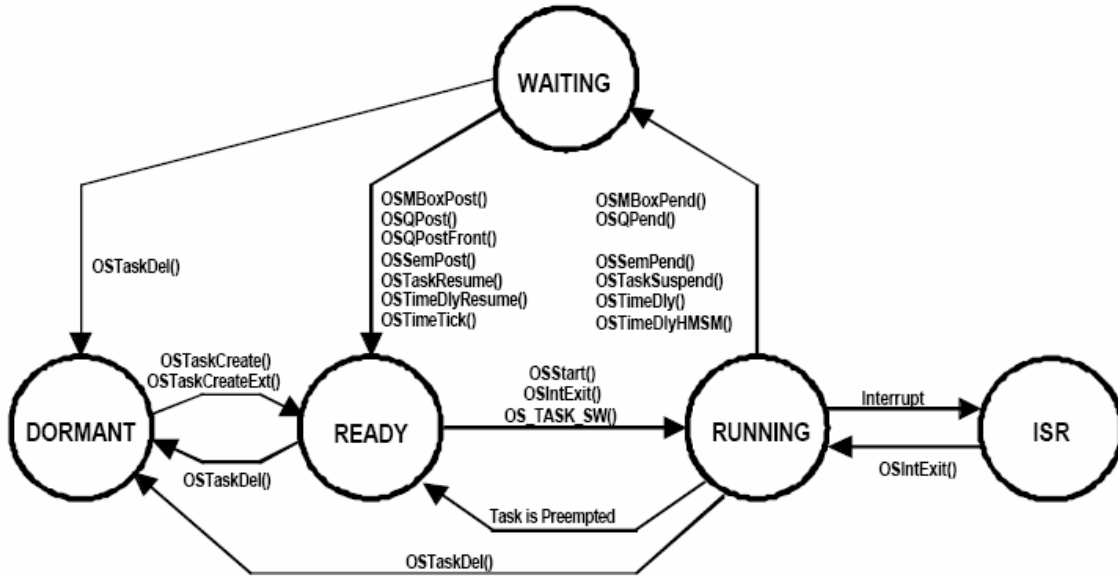 WAITING
OSMBoxPost()
OSQPost()
OSQPostFront()
OSSemPost()
OSTaskResume()
OSTimeDlyResume()
OSTimeTick()
OSMBoxPend()
OSQPend()
OSSemPend()
OSTaskSuspend()
OSTimeDly()
OSTimeDlyHMSM()
OSTaskDel()
OSTaskCreate()
OSTaskCreateExt()
OSStart()
OSIntExit()
OS_TASK_SW()
Interrupt
DORMANT
READY
RUNNING
ISR
OSTaskDel()
OSIntExit()
Task is Preempted
OSTaskDel()